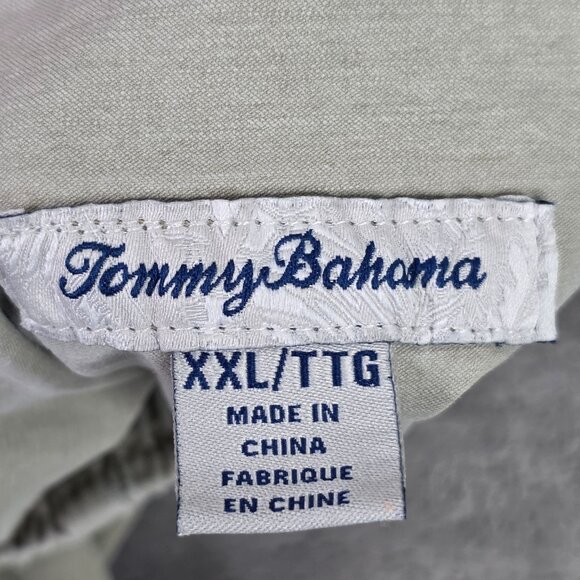 Tommy Bahama
XXL/TTG
MADE IN
CHINA
FABRIQUE
EN CHINE